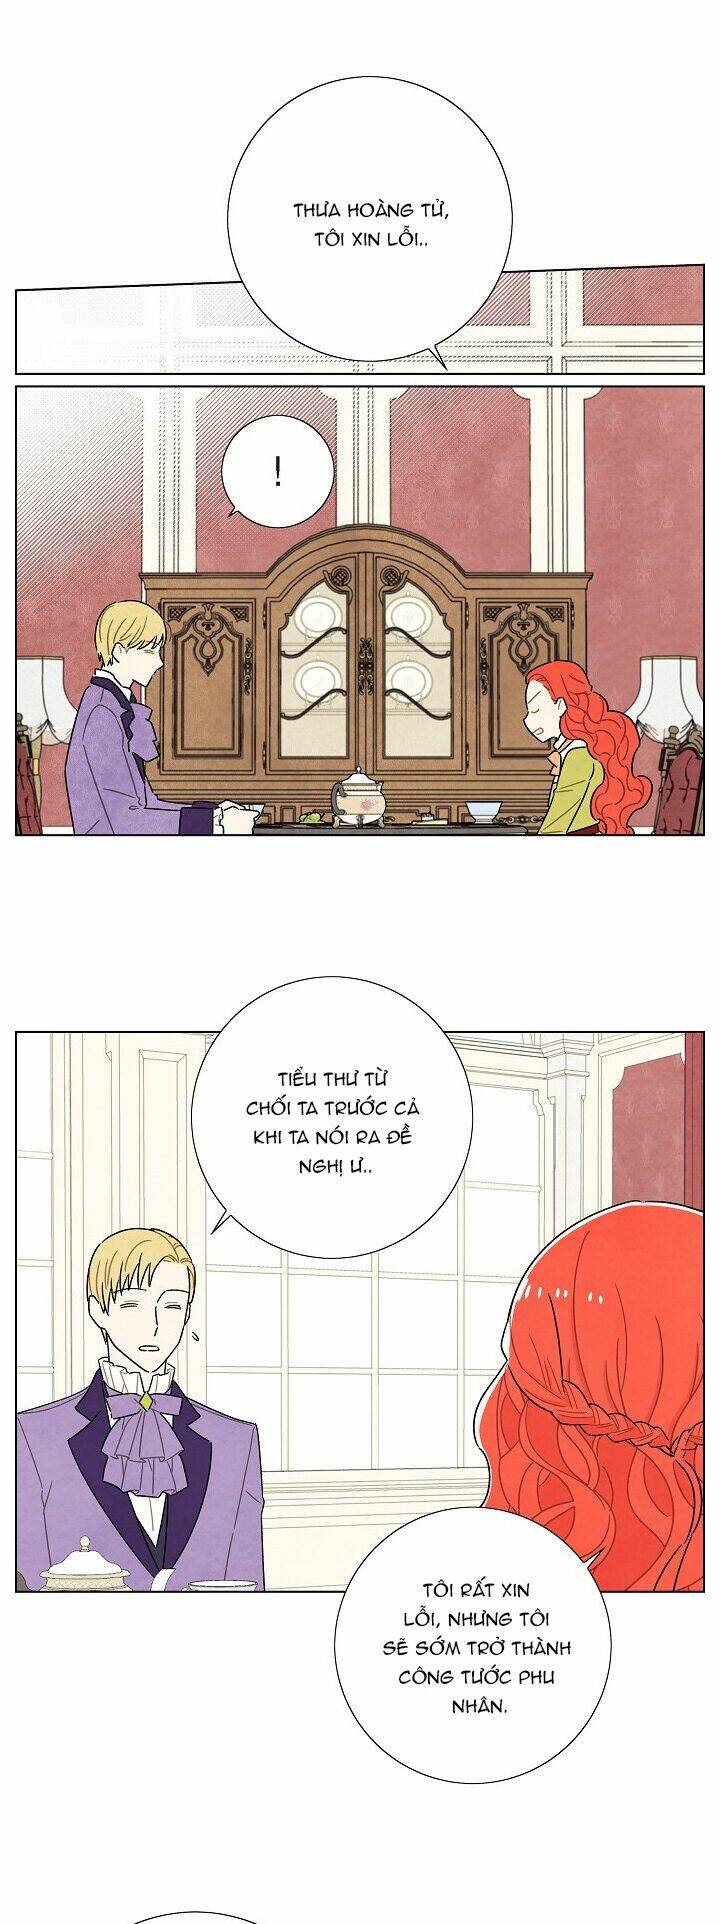 THƯA HOÀNG TỬ,
TÔI XIN LỖI..
!
TIỂU THƯ TỪ
CHỐI TA TRƯỚC CẢ
KHI TA NÓI RA ĐỀ
NGHỊ Ư..
TÔI RẤT XIN
LỖI, NHƯNG TÔI
SẼ SỚM TRỞ THÀNH
CÔNG TƯỚC PHU
NHÂN.